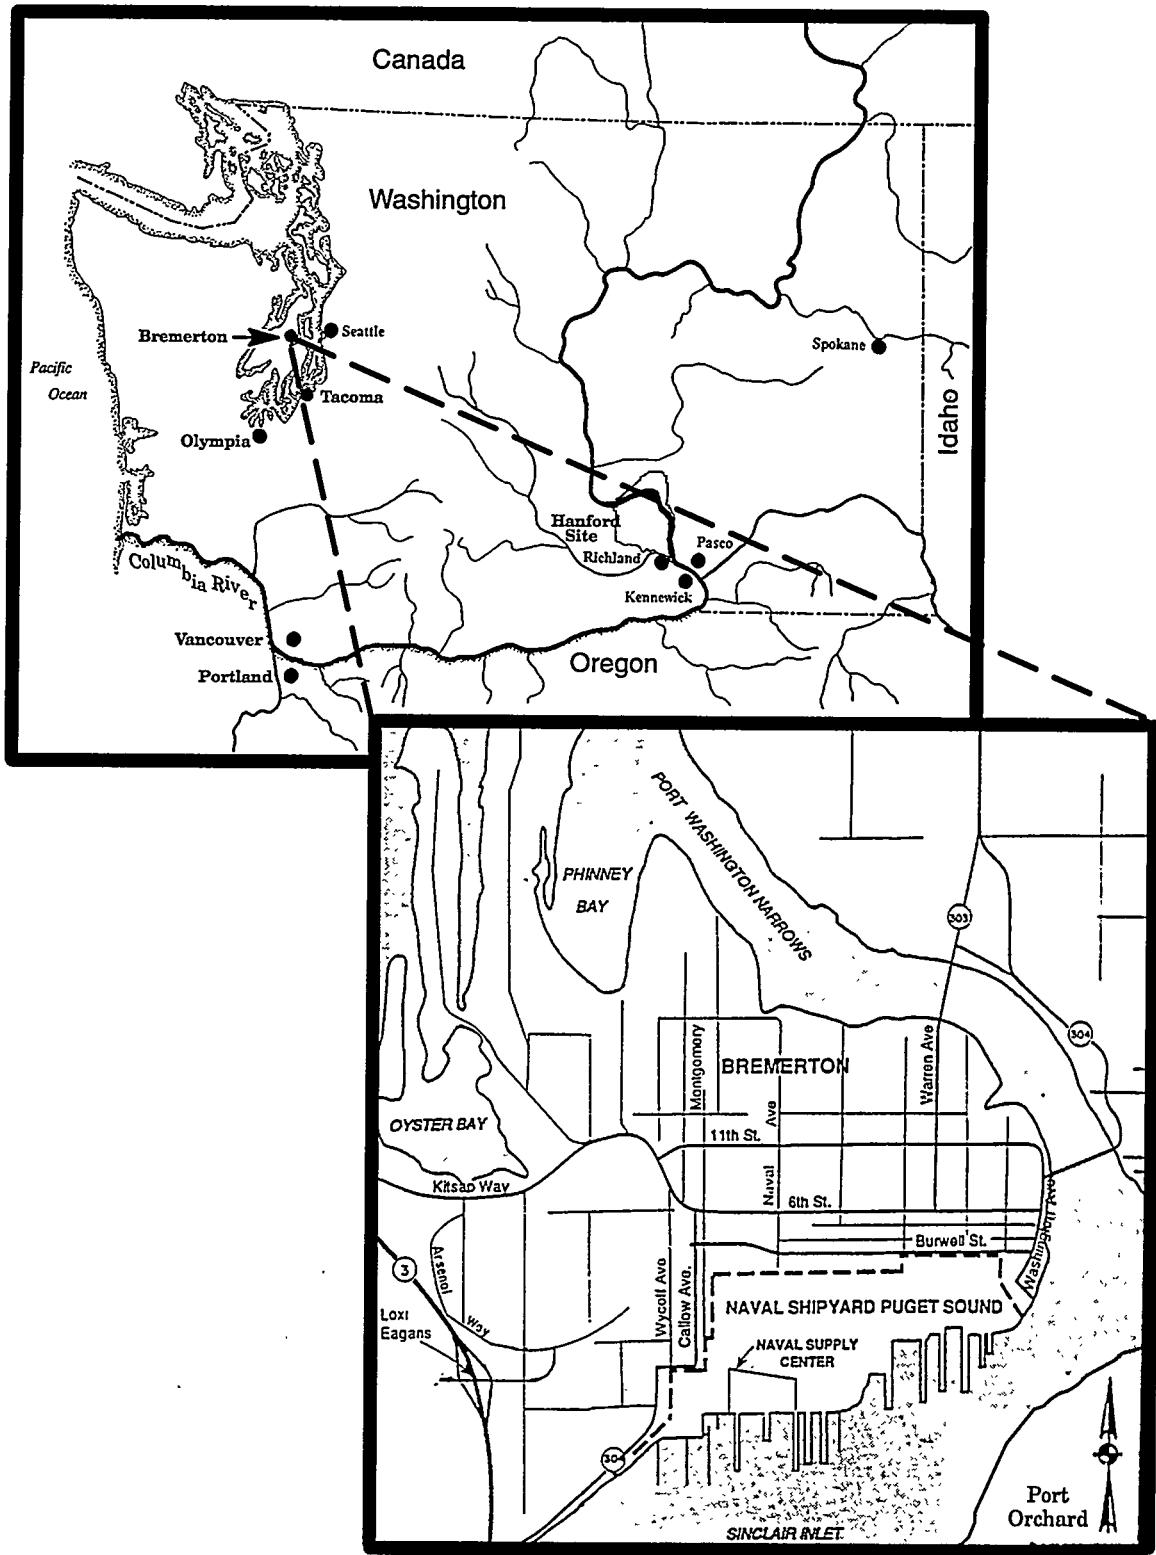 Canada
Washington
Bremerton
Seattle
Spokane
Pacific
Ocean
Tacoma
Idaho
Olympia
Hanford
Site
Pasco
Richland
Kennewick
Columbia River
Vancouver
Oregon
Portland
PORT WASHINGTON NARROWS
PHINNEY
BAY
303
304
Montgomery
BREMERTON
Warren Ave
OYSTER BAY
Naval Ave
11th St.
Kitsap Way
6th St.
Washington Ave
Burwell St.
Arsenal Way
3
Wycoff Ave
Callow Ave.
NAVAL SHIPYARD PUGET SOUND
Loxi
Eagans
NAVAL SUPPLY
CENTER
304
Port
Orchard
SINCLAIR INLET